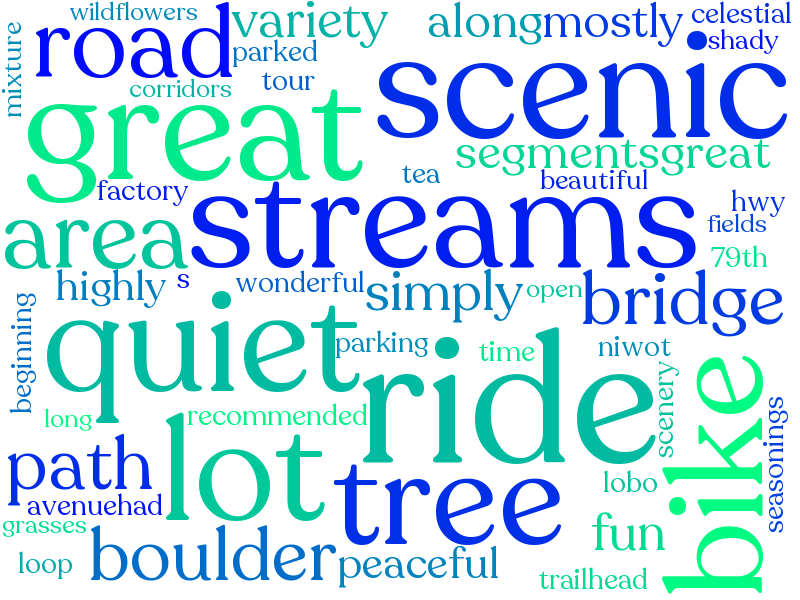 wildflowers
variety
along
mostly
celestial
mixture
road
parked
shady
tour
corridors
scenic
great
segmentsgreat
tea
beautiful
factory
streams
hwy
area
fields
79th
highly
s
wonderful
simply
open
bridge
beginning
quiet
parking
time
niwot
ride
scenery
bike
long
recommended
seasonings
path
lot
tree
lobo
avenuehad
grasses
fun
loop
boulder
peaceful
trailhead